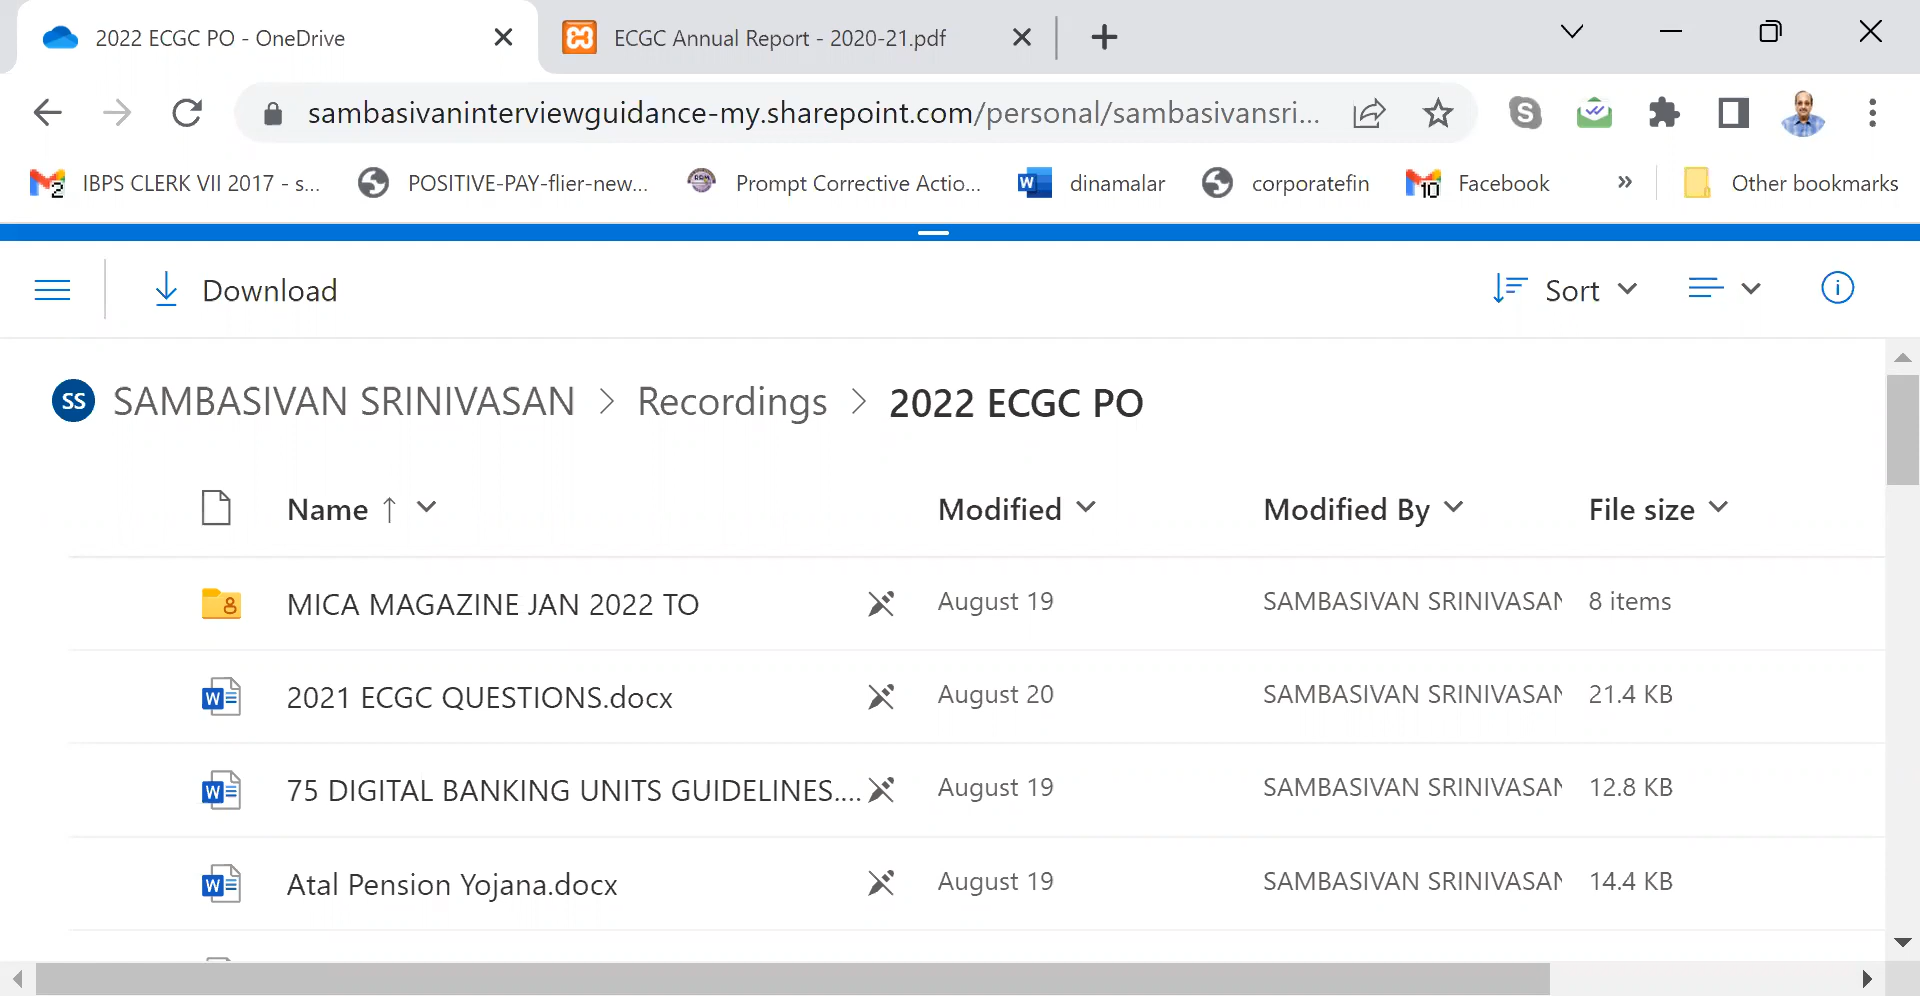 2022 ECGC PO - OneDrive
ECGC Annual Report - 2020-21.pdf
sambasivaninterviewguidance-my.sharepoint.com/personal/sambasivansri...
S
2 IBPS CLERK VII 2017 - s...
POSITIVE-PAY-flier-new...
Prompt Corrective Actio...
W dinamalar
corporatefin
10 Facebook
»
Other bookmarks
Download
Sort
SS SAMBASIVAN SRINIVASAN > Recordings > 2022 ECGC PO
Name ↑ Modified Modified By File size
MICA MAGAZINE JAN 2022 TO August 19 SAMBASIVAN SRINIVASAN 8 items
2021 ECGC QUESTIONS.docx August 20 SAMBASIVAN SRINIVASAN 21.4 KB
75 DIGITAL BANKING UNITS GUIDELINES.... August 19 SAMBASIVAN SRINIVASAN 12.8 KB
Atal Pension Yojana.docx August 19 SAMBASIVAN SRINIVASAN 14.4 KB